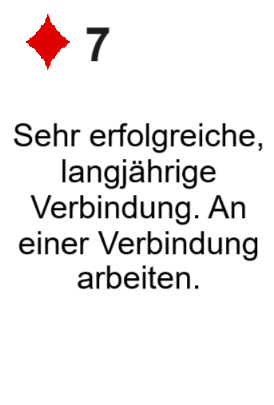 7
Sehr erfolgreiche,
langjährige
Verbindung. An
einer Verbindung
arbeiten.